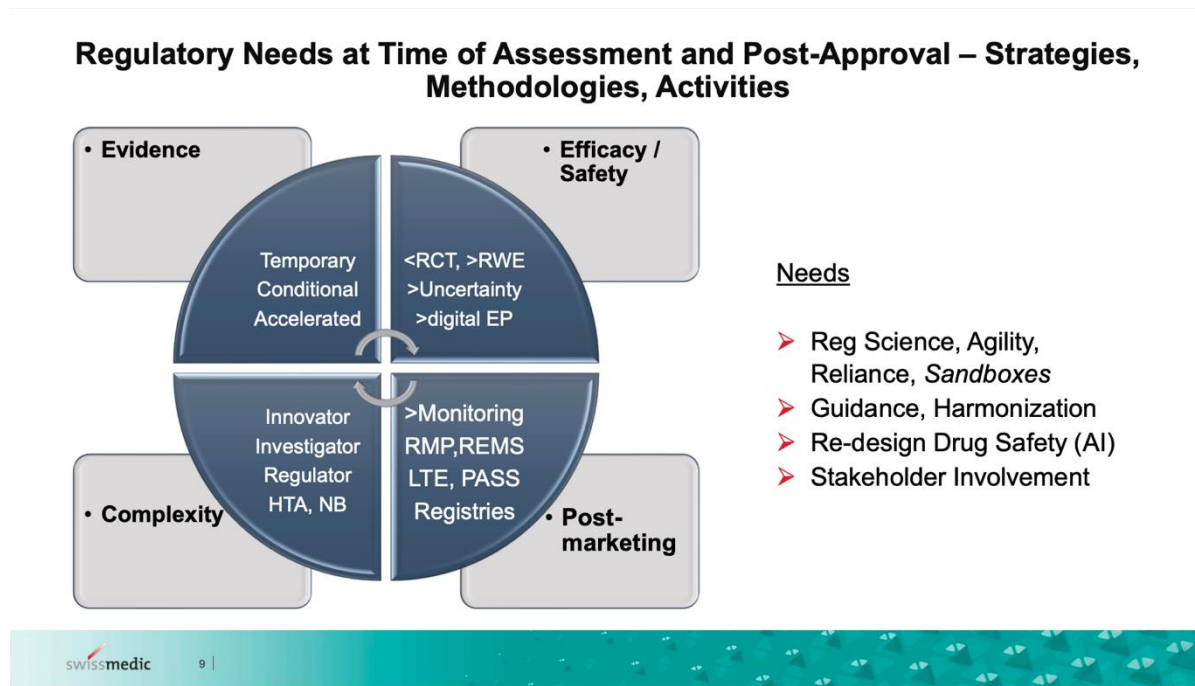 Regulatory Needs at Time of Assessment and Post-Approval – Strategies,
Methodologies, Activities
• Evidence
• Efficacy /
Safety
Temporary
Conditional
Accelerated
<RCT, >RWE
>Uncertainty
>digital EP
Innovator
Investigator
Regulator
HTA, NB
>Monitoring
RMP,REMS
LTE, PASS
Registries
• Complexity
• Post-
marketing
Needs
➢ Reg Science, Agility,
Reliance, Sandboxes
➢ Guidance, Harmonization
➢ Re-design Drug Safety (AI)
➢ Stakeholder Involvement
swissmedic
9 |